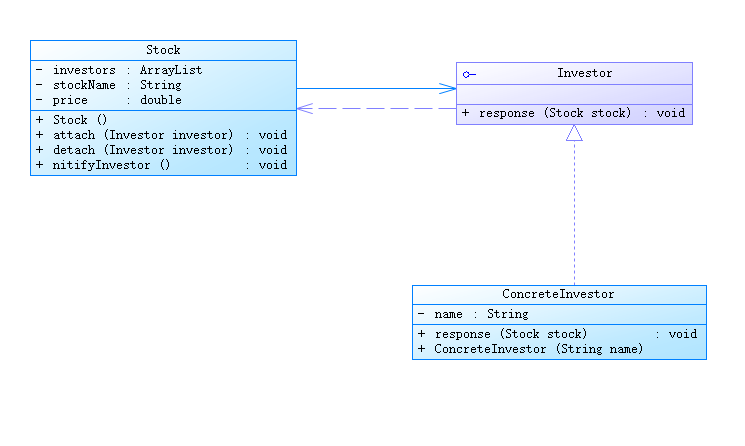 Stock
- investors : ArrayList
- stockName : String
- price : double
+ Stock ()
+ attach (Investor investor) : void
+ detach (Investor investor) : void
+ nitifyInvestor () : void
Investor
+ response (Stock stock) : void
ConcreteInvestor
- name : String
+ response (Stock stock) : void
+ ConcreteInvestor (String name)